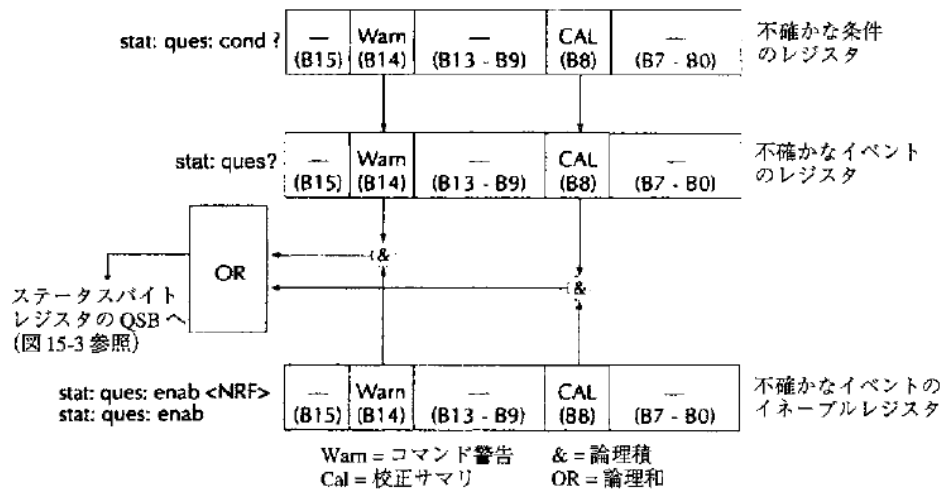 stat: ques: cond ?
— Warn — CAL —
(B15) (B14) (B13 - B9) (B8) (B7 - B0)
不確かな条件
のレジスタ
stat: ques?
— Warn — CAL —
(B15) (B14) (B13 - B9) (B8) (B7 - B0)
不確かなイベント
のレジスタ
&
OR
&
ステータスバイト
レジスタのQSBへ
(図 15-3 参照)
stat: ques: enab <NRF>
stat: ques: enab
— Warn — CAL —
(B15) (B14) (B13 - B9) (B8) (B7 - B0)
不確かなイベントの
イネーブルレジスタ
Warn = コマンド警告 & = 論理積
Cal = 校正サマリ OR = 論理和